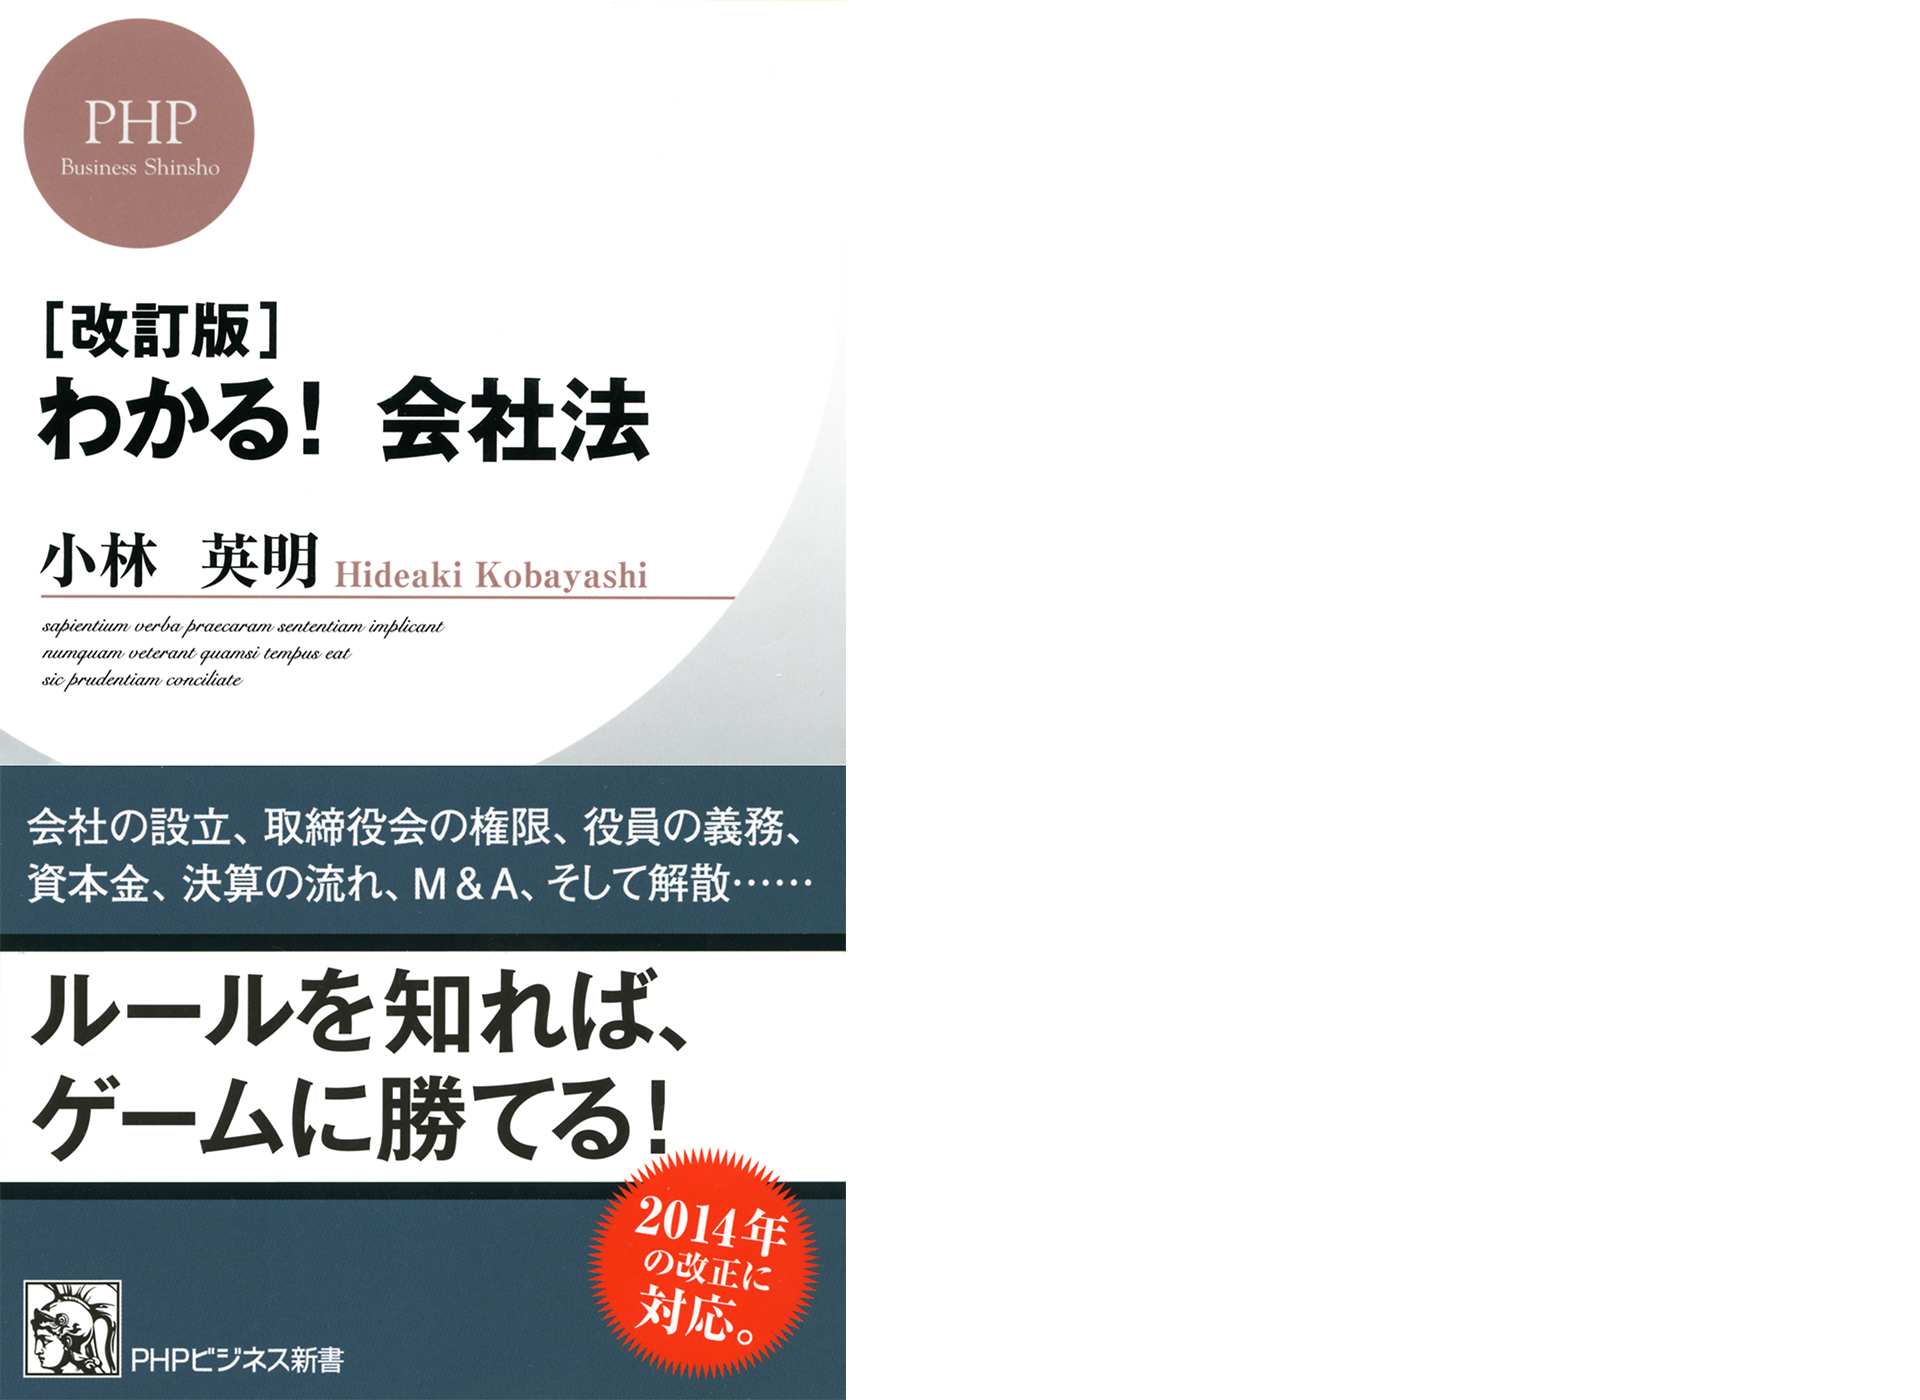 PHP
Business Shinsho
[改訂版]
わかる! 会社法
小林 英明 Hideaki Kobayashi
sapientium verba praecaram sententiam implicant
numquam veterant quamsi tempus eat
sic prudentiam conciliate
会社の設立、取締役会の権限、役員の義務、
資本金、決算の流れ、M&A、そして解散……
ルールを知れば、
ゲームに勝てる!
2014年
の改正に
対応。
PHPビジネス新書